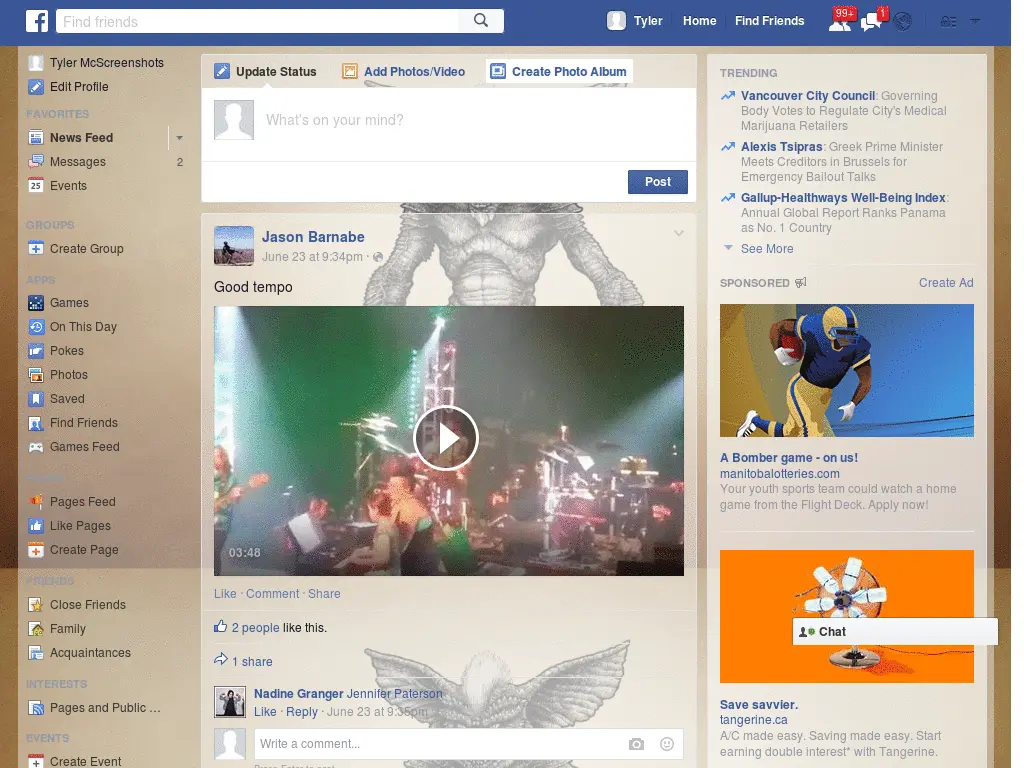 Find friends
Tyler
Home
Find Friends
99+
1
Tyler McScreenshots
Edit Profile
FAVORITES
News Feed
Messages
2
25
Events
GROUPS
Create Group
APPS
Games
On This Day
Pokes
Photos
Saved
Find Friends
Games Feed
Pages Feed
Like Pages
Create Page
FRIENDS
Close Friends
Family
Acquaintances
INTERESTS
Pages and Public ...
EVENTS
Create Event
Update Status
Add Photos/Video
Create Photo Album
What's on your mind?
Post
Jason Barnabe
June 23 at 9:34pm ·
Good tempo
03:48
Like · Comment · Share
2 people like this.
1 share
Nadine Granger Jennifer Paterson
Like · Reply · June 23 at 9:35pm
Write a comment...
Press Enter to post.
TRENDING
Vancouver City Council: Governing
Body Votes to Regulate City's Medical
Marijuana Retailers
Alexis Tsipras: Greek Prime Minister
Meets Creditors in Brussels for
Emergency Bailout Talks
Gallup-Healthways Well-Being Index:
Annual Global Report Ranks Panama
as No. 1 Country
See More
SPONSORED
Create Ad
A Bomber game - on us!
manitobalotteries.com
Your youth sports team could watch a home
game from the Flight Deck. Apply now!
Chat
Save savvier.
tangerine.ca
A/C made easy. Saving made easy. Start
earning double interest* with Tangerine.